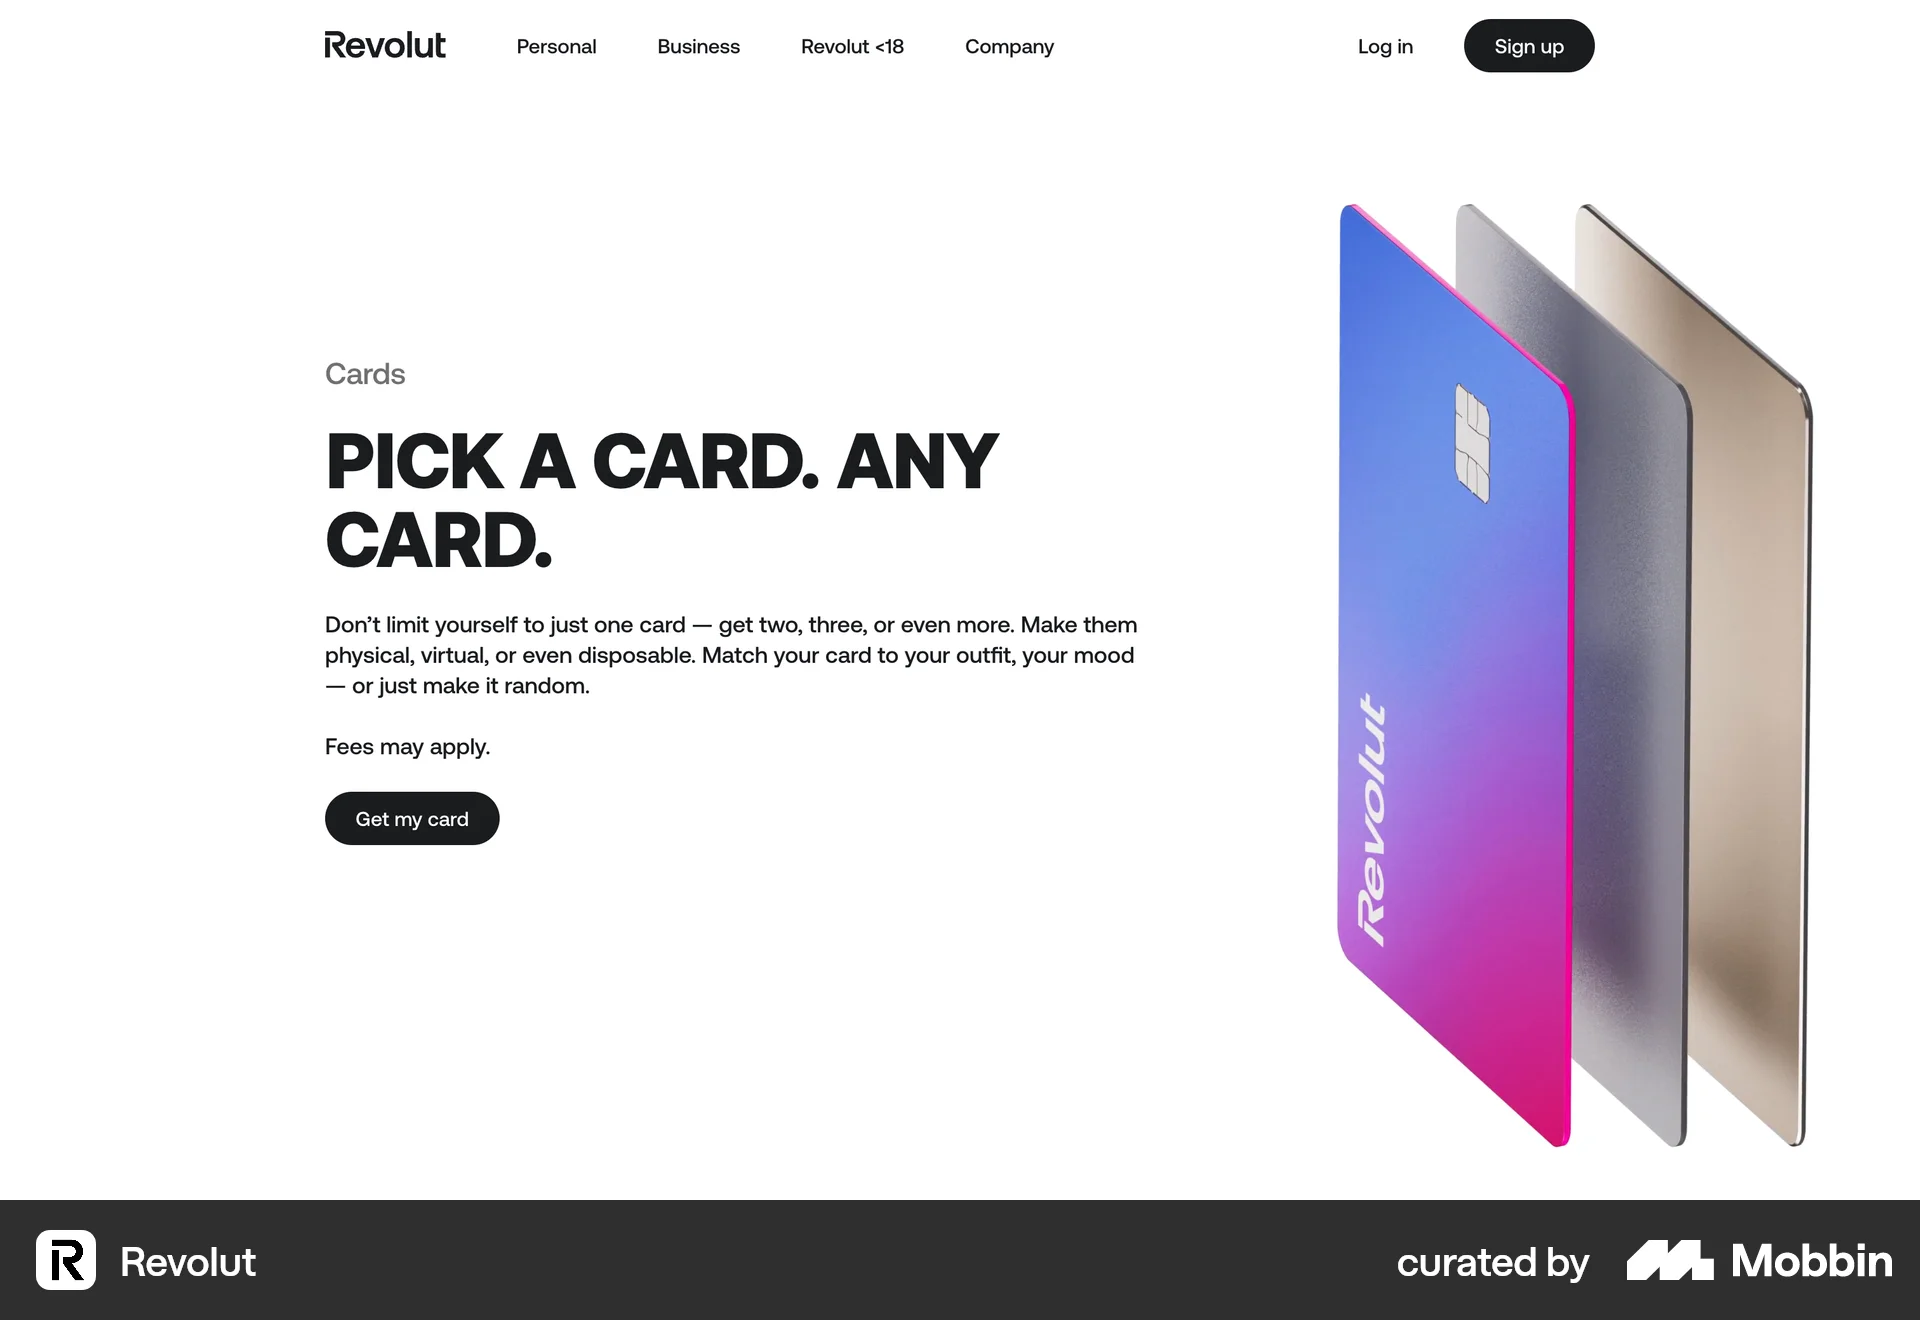 Revolut
Personal
Business
Revolut <18
Company
Log in
Sign up
Cards
PICK A CARD. ANY
CARD.
Don’t limit yourself to just one card — get two, three, or even more. Make them
physical, virtual, or even disposable. Match your card to your outfit, your mood
— or just make it random.
Fees may apply.
Get my card
Revolut
R Revolut
curated by Mobbin